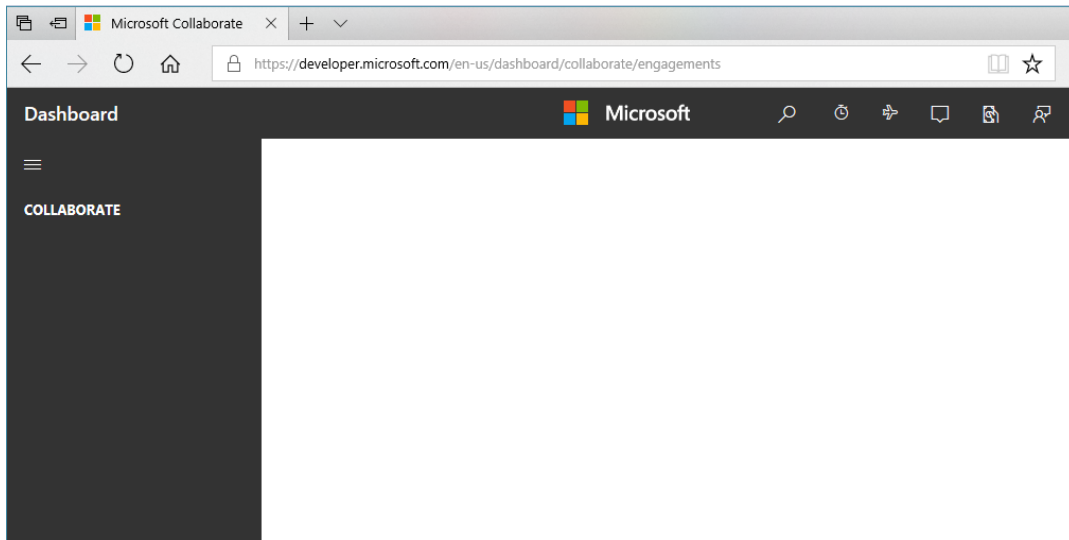 Microsoft Collaborate
https://developer.microsoft.com/en-us/dashboard/collaborate/engagements
Dashboard
Microsoft
COLLABORATE